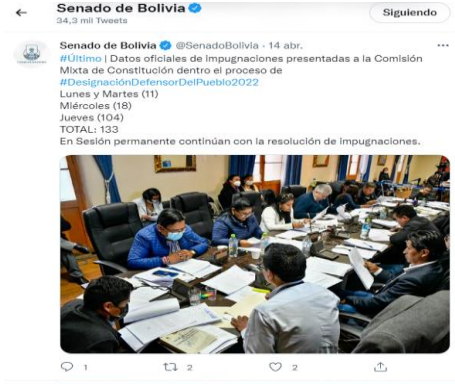 Senado de Bolivia
34,3 mil Tweets
Siguiendo
Senado de Bolivia @SenadoBolivia · 14 abr.
#Último | Datos oficiales de impugnaciones presentadas a la Comisión
Mixta de Constitución dentro el proceso de
#DesignaciónDefensorDelPueblo2022
Lunes y Martes (11)
Miércoles (18)
Jueves (104)
TOTAL: 133
En Sesión permanente continúan con la resolución de impugnaciones.
1 2 2